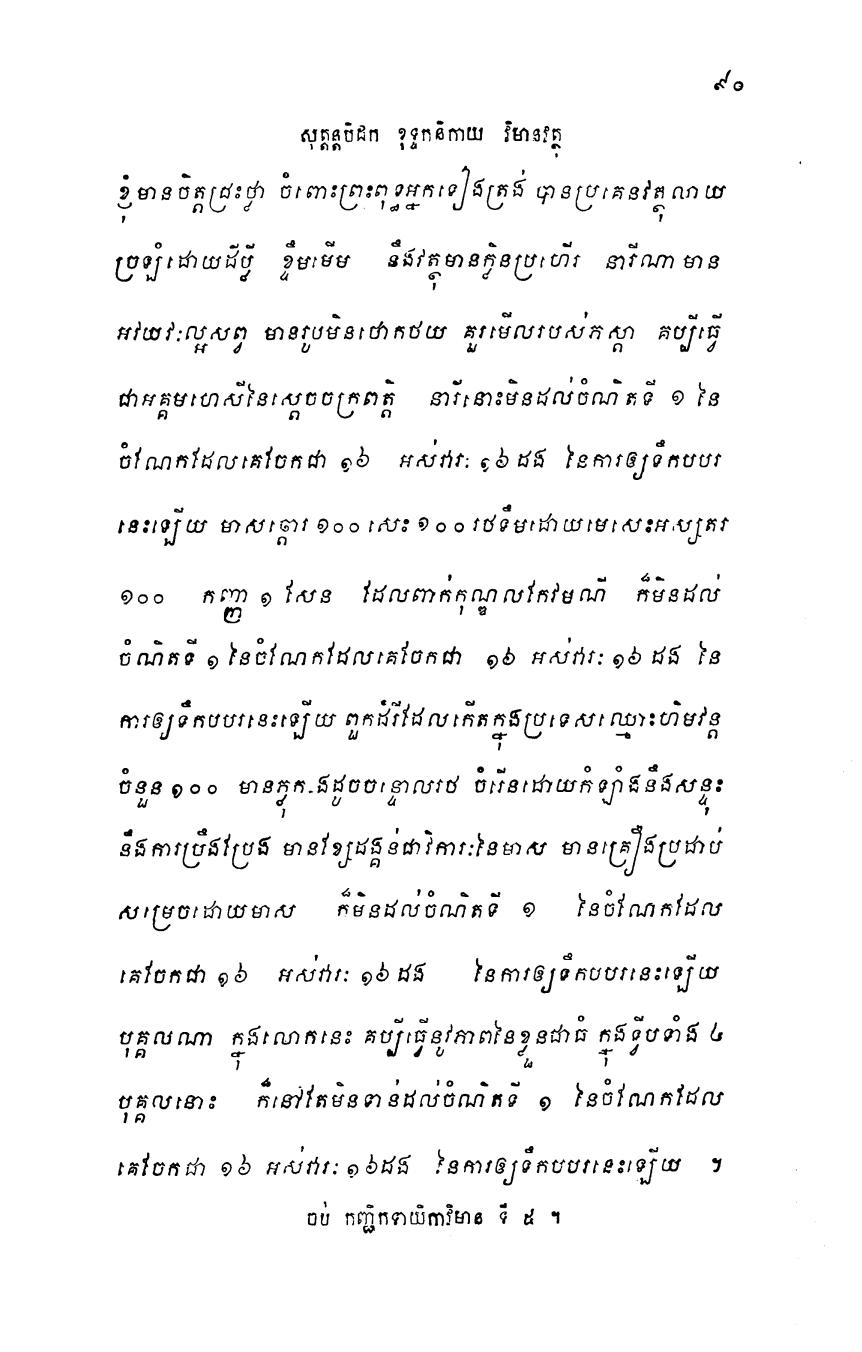 ៩០
សុត្តន្តបិដក ខុទ្ទកនិកាយ វិមានវត្ថុ
ខ្ញុំមានចិត្តជ្រះថ្លា ចំពោះព្រះពុទ្ធអ្នកទៀងត្រង់ បានប្រគេនវត្ថុលាយ
ច្រឡំដោយដីប្លី ខ្ទឹមមើម នឹងវត្ថុមានក្លិនប្រហើរ នារីណាមាន
អវយវៈល្អសព្វ មានរូបមិនថោកថយ គួរមើលរបស់ភស្តា គប្បីធ្វើ
ជាអគ្គមហេសីនៃស្តេចចក្រពត្តិ នារីនោះមិនដល់ចំណិតទី ១ នៃ
ចំណែកដែលគេចែកជា ១៦ អស់វារៈ ១៦ ដង នៃការឲ្យទឹកបបរ
នេះឡើយ មាសឆ្តោរ ១០០ សេះ ១០០ រថទឹមដោយមេសេះអស្សតរ
១០០ កញ្ញា ១ សែន ដែលពាក់កុណ្ឌលកែវមណី ក៏មិនដល់
ចំណិតទី ១ នៃចំណែកដែលគេចែកជា ១៦ អស់វារៈ ១៦ ដង នៃ
ការឲ្យទឹកបបរនេះឡើយ ពួកដំរីដែលកើតក្នុងប្រទេសឈ្មោះហិមវន្ត
ចំនួន ១០០ មានភ្លុក.ងដូចចន្ទោលរថ ចំរើនដោយកំឡាំងនឹងសន្ទុះ
នឹងការប្រឹងប្រែង មានខ្សែដង្គន់ជាវិការៈនៃមាស មានគ្រឿងប្រដាប់
សម្រេចដោយមាស ក៏មិនដល់ចំណិតទី ១ នៃចំណែកដែល
គេចែកជា ១៦ អស់វារៈ ១៦ ដង នៃការឲ្យទឹកបបរនេះឡើយ
បុគ្គលណា ក្នុងលោកនេះ គប្បីធ្វើនូវភាពនៃខ្លួនជាធំ ក្នុងទ្វីបទាំង ៤
បុគ្គលនោះ ក៏នៅតែមិនទាន់ដល់ចំណិតទី ១ នៃចំណែកដែល
គេចែកជា ១៦ អស់វារៈ ១៦ដង នៃការឲ្យទឹកបបរនេះឡើយ ។
ចប់ កញ្ជិកទាយិកាវិមាន ទី ៥ ។